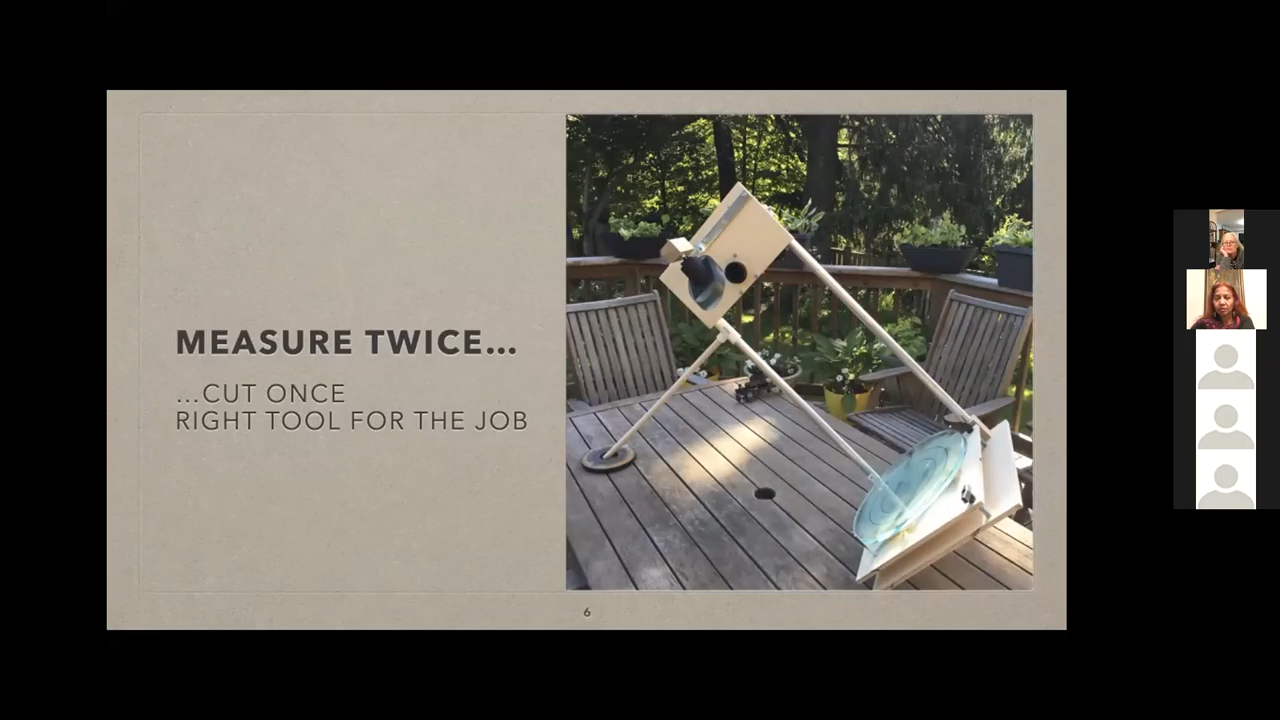 MEASURE TWICE...
...CUT ONCE
RIGHT TOOL FOR THE JOB
6